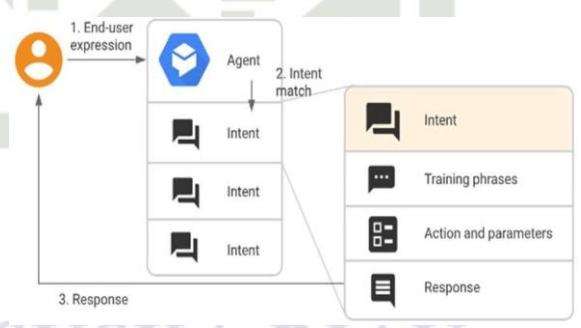 1. End-user
expression
Agent
2. Intent
match
Intent
Intent
Intent
Intent
Training phrases
Action and parameters
Response
3. Response